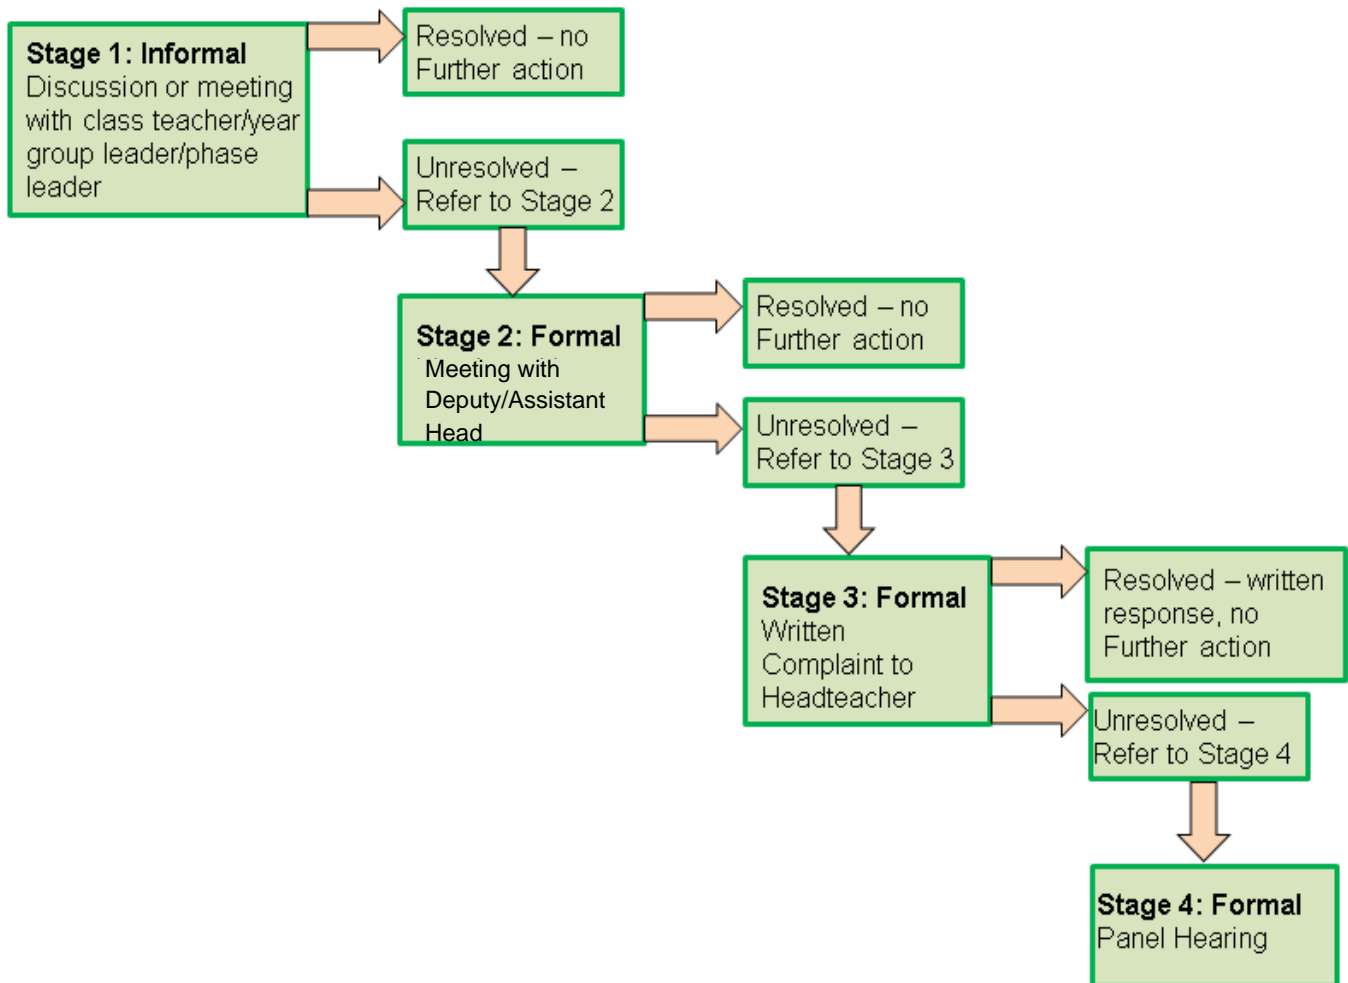 Stage 1: Informal
Discussion or meeting
with class teacher/year
group leader/phase
leader
Resolved – no
Further action
Unresolved –
Refer to Stage 2
Stage 2: Formal
Meeting with
Deputy/Assistant
Head
Resolved – no
Further action
Unresolved –
Refer to Stage 3
Stage 3: Formal
Written
Complaint to
Headteacher
Resolved – written
response, no
Further action
Unresolved –
Refer to Stage 4
Stage 4: Formal
Panel Hearing